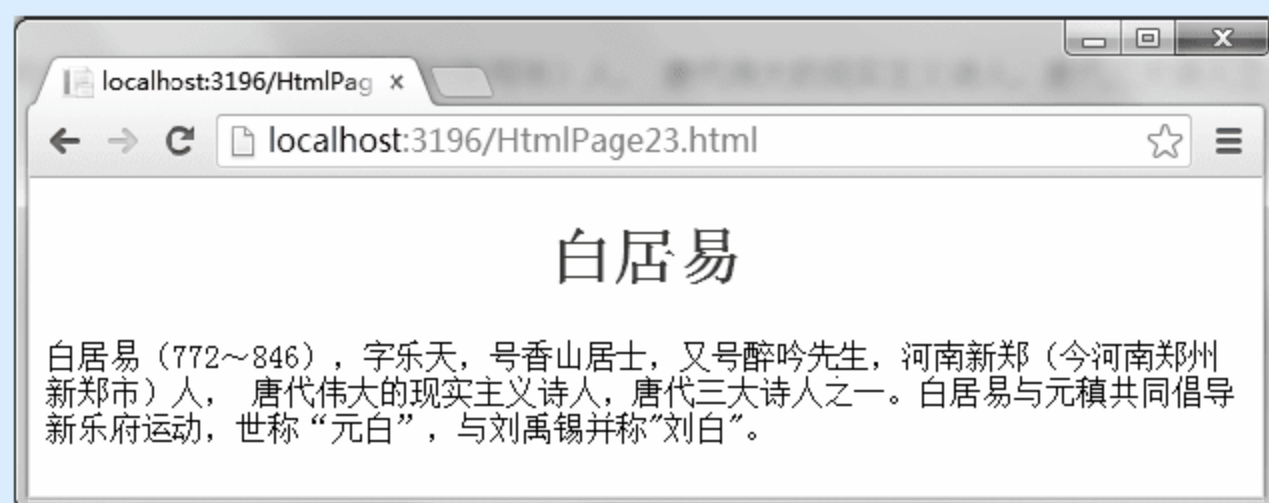 localhost:3196/HtmlPag
localhost:3196/HtmlPage23.html
白居易
白居易（772～846），字乐天，号香山居士，又号醉吟先生，河南新郑（今河南郑州
新郑市）人， 唐代伟大的现实主义诗人，唐代三大诗人之一。白居易与元稹共同倡导
新乐府运动，世称“元白”，与刘禹锡并称"刘白"。